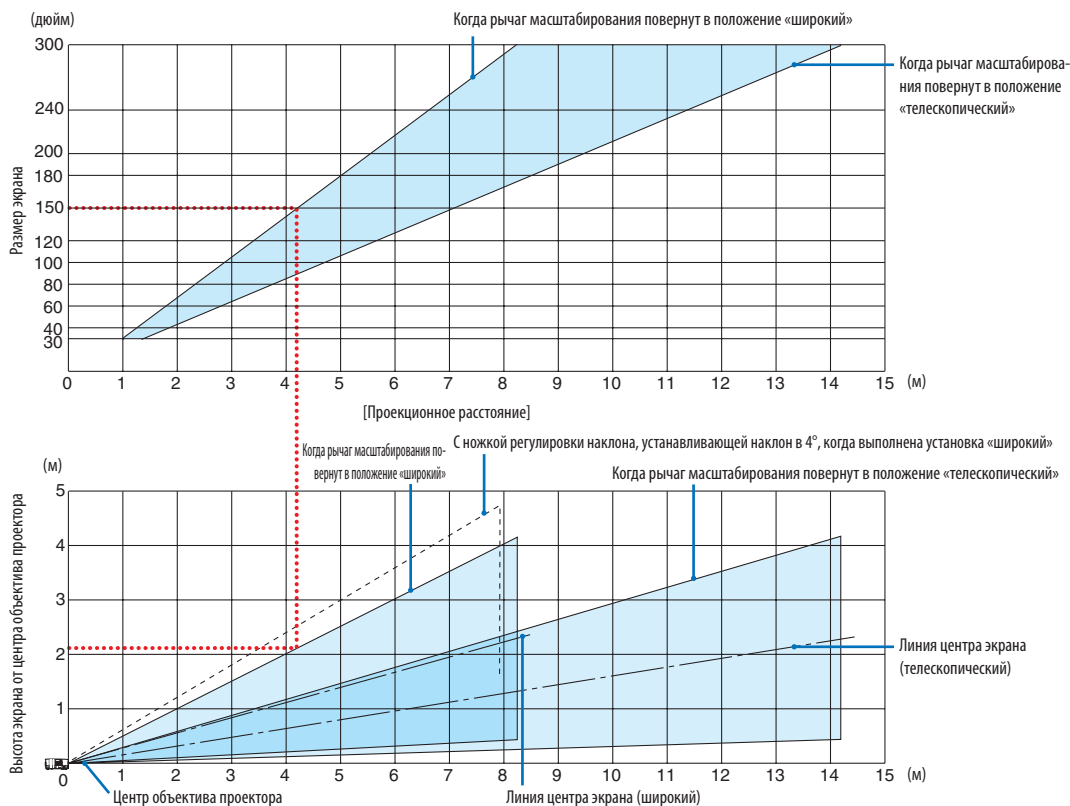 (дюйм)
Когда рычаг масштабирования повернут в положение «широкий»
300
240
200
180
150
120
100
80
60
40
30
Размер экрана
Когда рычаг масштабирова-
ния повернут в положение
«телескопический»
0 1 2 3 4 5 6 7 8 9 10 11 12 13 14 15 (м)
[Проекционное расстояние]
С ножкой регулировки наклона, устанавливающей наклон в 4°, когда выполнена установка «широкий»
Когда рычаг масштабирования по-
вернут в положение «широкий»
Когда рычаг масштабирования повернут в положение «телескопический»
(м)
5
4
3
2
1
Высота экрана от центра объектива проектора
Линия центра экрана
(телескопический)
0 1 2 3 4 5 6 7 8 9 10 11 12 13 14 15 (м)
Центр объектива проектора
Линия центра экрана (широкий)